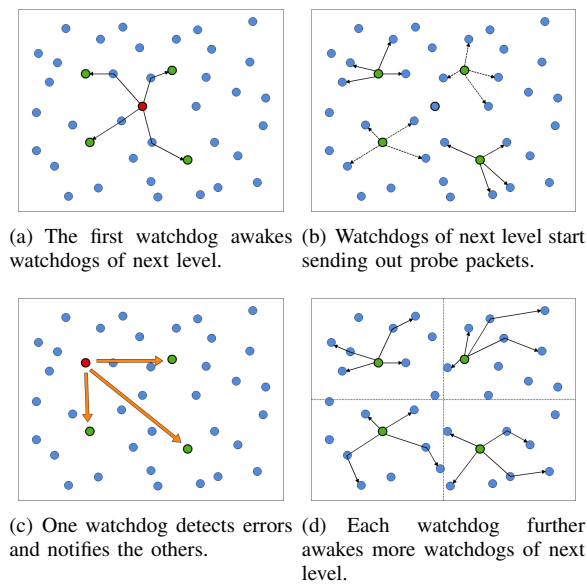 (a) The first watchdog awakes
watchdogs of next level.
(b) Watchdogs of next level start
sending out probe packets.
(c) One watchdog detects errors
and notifies the others.
(d) Each watchdog further
awakes more watchdogs of next
level.